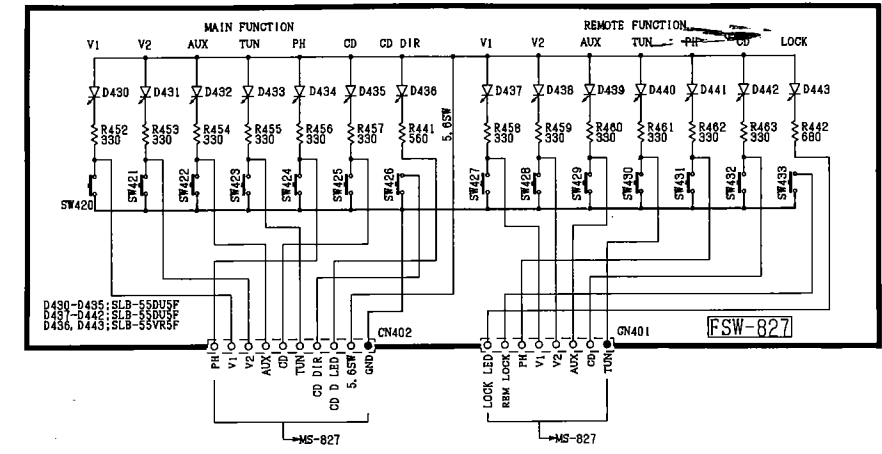 MAIN FUNCTION REMOTE FUNCTION
V1 V2 AUX TUN PH CD CD DIR V1 V2 AUX TUN PH CD LOCK
D430 D431 D432 D433 D434 D435 D436 D437 D438 D439 D440 D441 D442 D443
5.6SW
R452 R453 R454 R455 R456 R457 R441 R458 R459 R460 R461 R462 R463 R442
330 330 330 330 330 330 560 330 330 330 330 330 330 680
SW420 SW421 SW422 SW423 SW424 SW425 SW426 SW427 SW428 SW429 SW430 SW431 SW432 SW433
D430-D435:SLB-55DU5F
D437-D442:SLB-55DU5F
D436, D443:SLB-55VR5F
CN402 CN401 FSW-827
PH V1 V2 AUX CD TUN CD DIR CD D LED 5.6SW GND LOCK LED REM LOCK PH V1 V2 AUX CD TUN
MS-827 MS-827